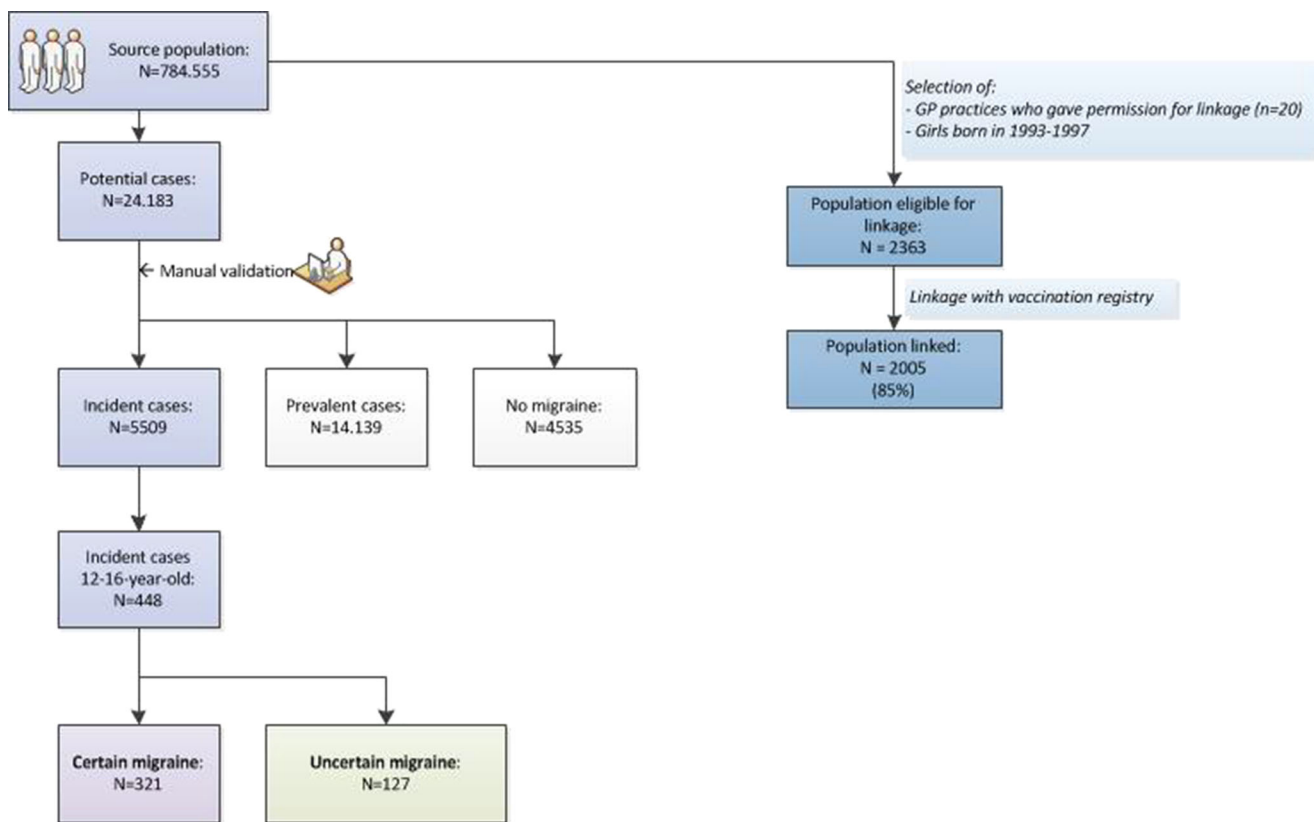 Source population:
N=784.555
Selection of:
- GP practices who gave permission for linkage (n=20)
- Girls born in 1993-1997
Potential cases:
N=24.183
Population eligible for
linkage:
N = 2363
← Manual validation
Linkage with vaccination registry
Population linked:
N = 2005
(85%)
Incident cases:
N=5509
Prevalent cases:
N=14.139
No migraine:
N=4535
Incident cases
12-16-year-old:
N=448
Certain migraine:
N=321
Uncertain migraine:
N=127